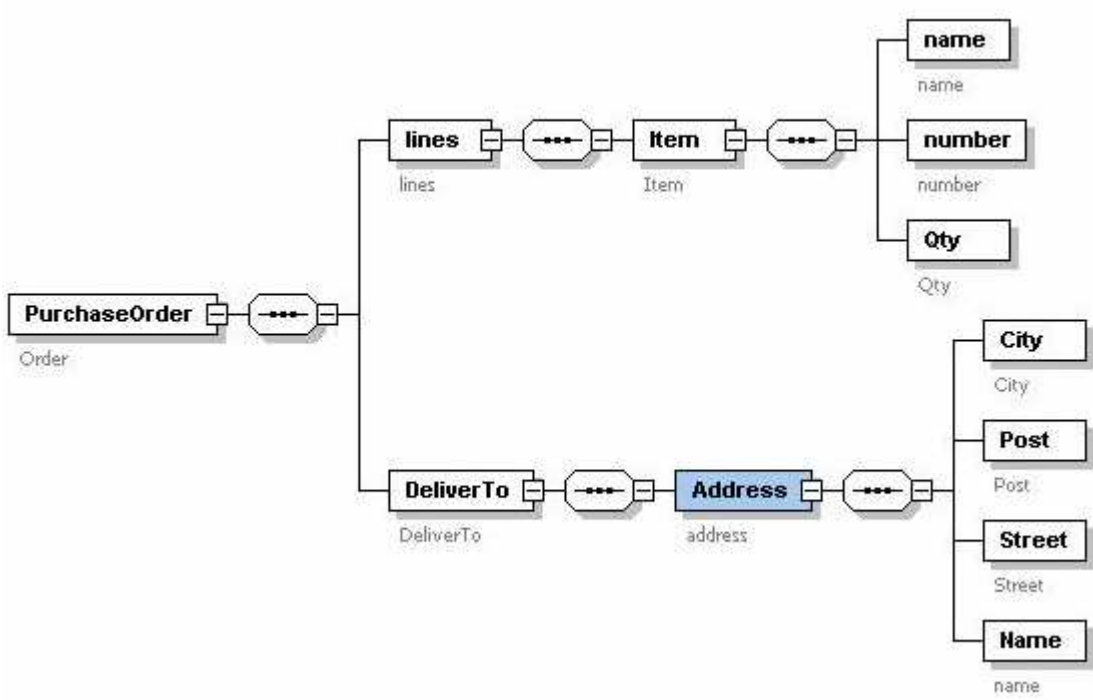 name
name
lines
Item
number
lines
Item
number
Qty
Qty
PurchaseOrder
Order
City
City
Post
Post
DeliverTo
Address
DeliverTo
address
Street
Street
Name
name